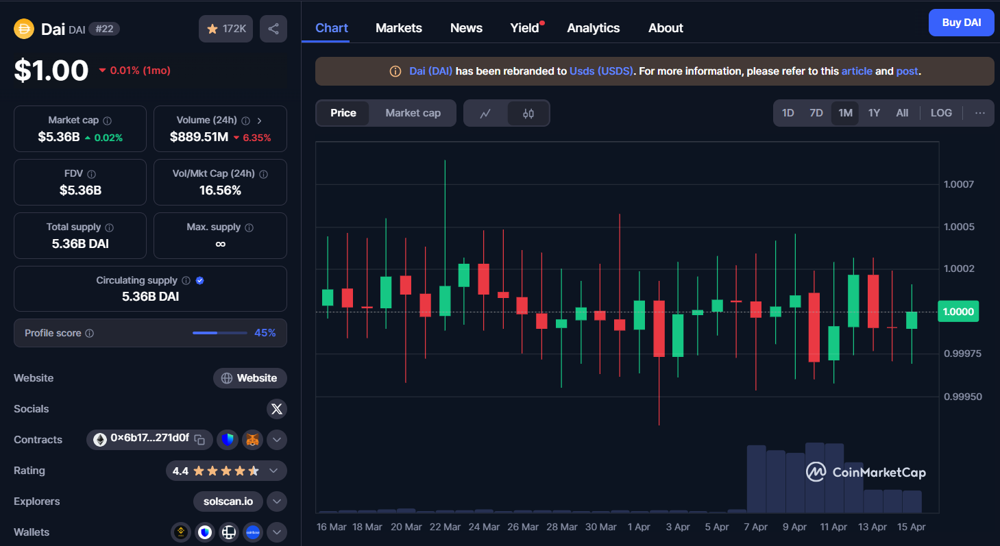 Dai DAI #22
172K
$1.00 0.01% (1mo)
Market cap
$5.36B 0.02%
Volume (24h)
$889.51M 6.35%
FDV
$5.36B
Vol/Mkt Cap (24h)
16.56%
Total supply
5.36B DAI
Max. supply
∞
Circulating supply
5.36B DAI
Profile score 45%
Website Website
Socials
Contracts 0x6b17...271d0f
Rating 4.4
Explorers solscan.io
Wallets
coinbase
Chart Markets News Yield Analytics About
Buy DAI
Dai (DAI) has been rebranded to Usds (USDS). For more information, please refer to this article and post.
Price Market cap
1D 7D 1M 1Y All LOG ...
1.0007
1.0005
1.0002
1.0000
0.99975
0.99950
CoinMarketCap
16 Mar 18 Mar 20 Mar 22 Mar 24 Mar 26 Mar 28 Mar 30 Mar 1 Apr 3 Apr 5 Apr 7 Apr 9 Apr 11 Apr 13 Apr 15 Apr